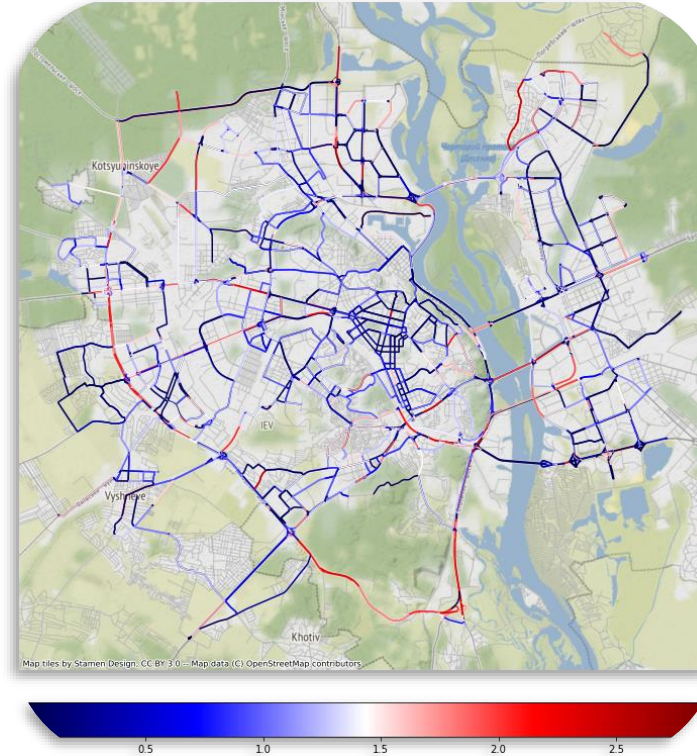 Kotsyubinskoye
IEV
Vyshneve
Khotiv
Map tiles by Stamen Design, CC BY 3.0 -- Map data (C) OpenStreetMap contributors
0.5 1.0 1.5 2.0 2.5